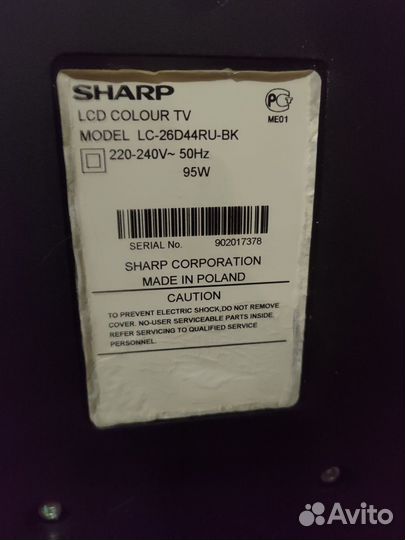 SHARP
LCD COLOUR TV
MODEL LC-26D44RU-BK
220-240V~ 50Hz
95W
ME01
SERIAL No. 902017378
SHARP CORPORATION
MADE IN POLAND
CAUTION
TO PREVENT ELECTRIC SHOCK,DO NOT REMOVE
COVER. NO-USER SERVICEABLE PARTS INSIDE.
REFER SERVICING TO QUALIFIED SERVICE
PERSONNEL.
Avito